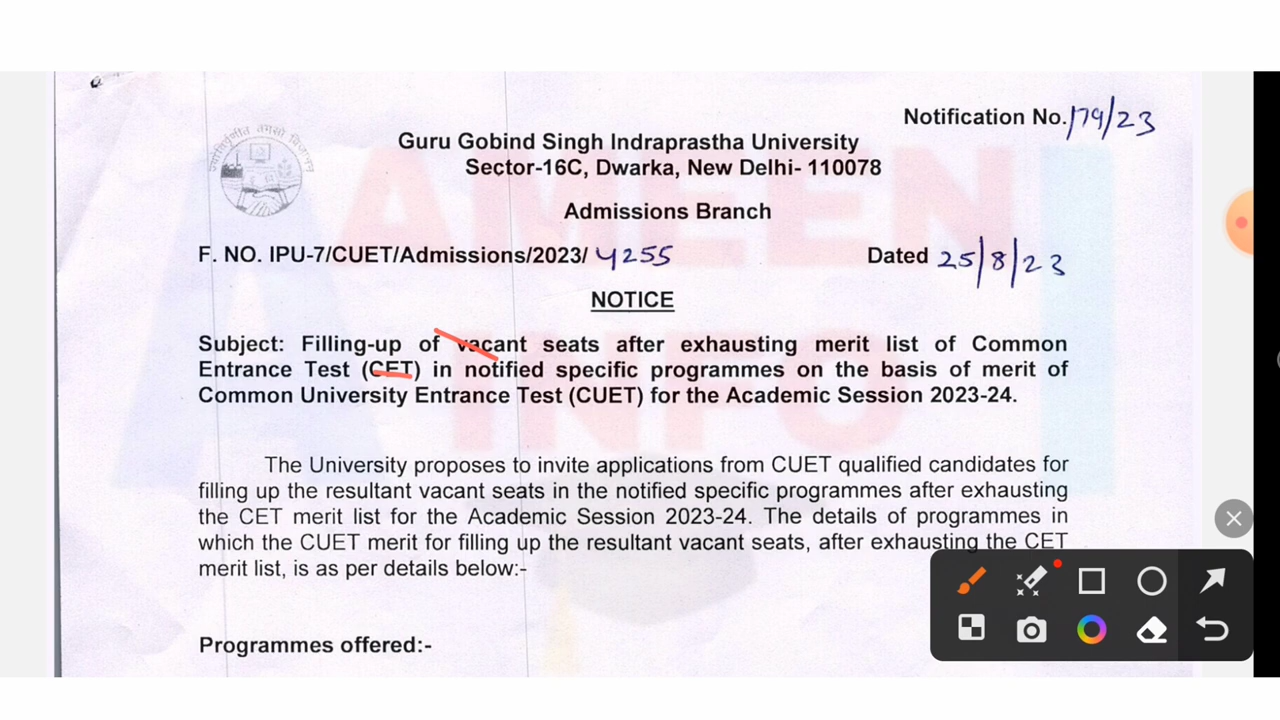 Notification No. 179/23
Guru Gobind Singh Indraprastha University
Sector-16C, Dwarka, New Delhi- 110078
Admissions Branch
F. NO. IPU-7/CUET/Admissions/2023/ 4255 Dated 25/8/23
NOTICE
Subject: Filling-up of vacant seats after exhausting merit list of Common
Entrance Test (CET) in notified specific programmes on the basis of merit of
Common University Entrance Test (CUET) for the Academic Session 2023-24.
The University proposes to invite applications from CUET qualified candidates for
filling up the resultant vacant seats in the notified specific programmes after exhausting
the CET merit list for the Academic Session 2023-24. The details of programmes in
which the CUET merit for filling up the resultant vacant seats, after exhausting the CET
merit list, is as per details below:-
Programmes offered:-
AMEEN
INFO